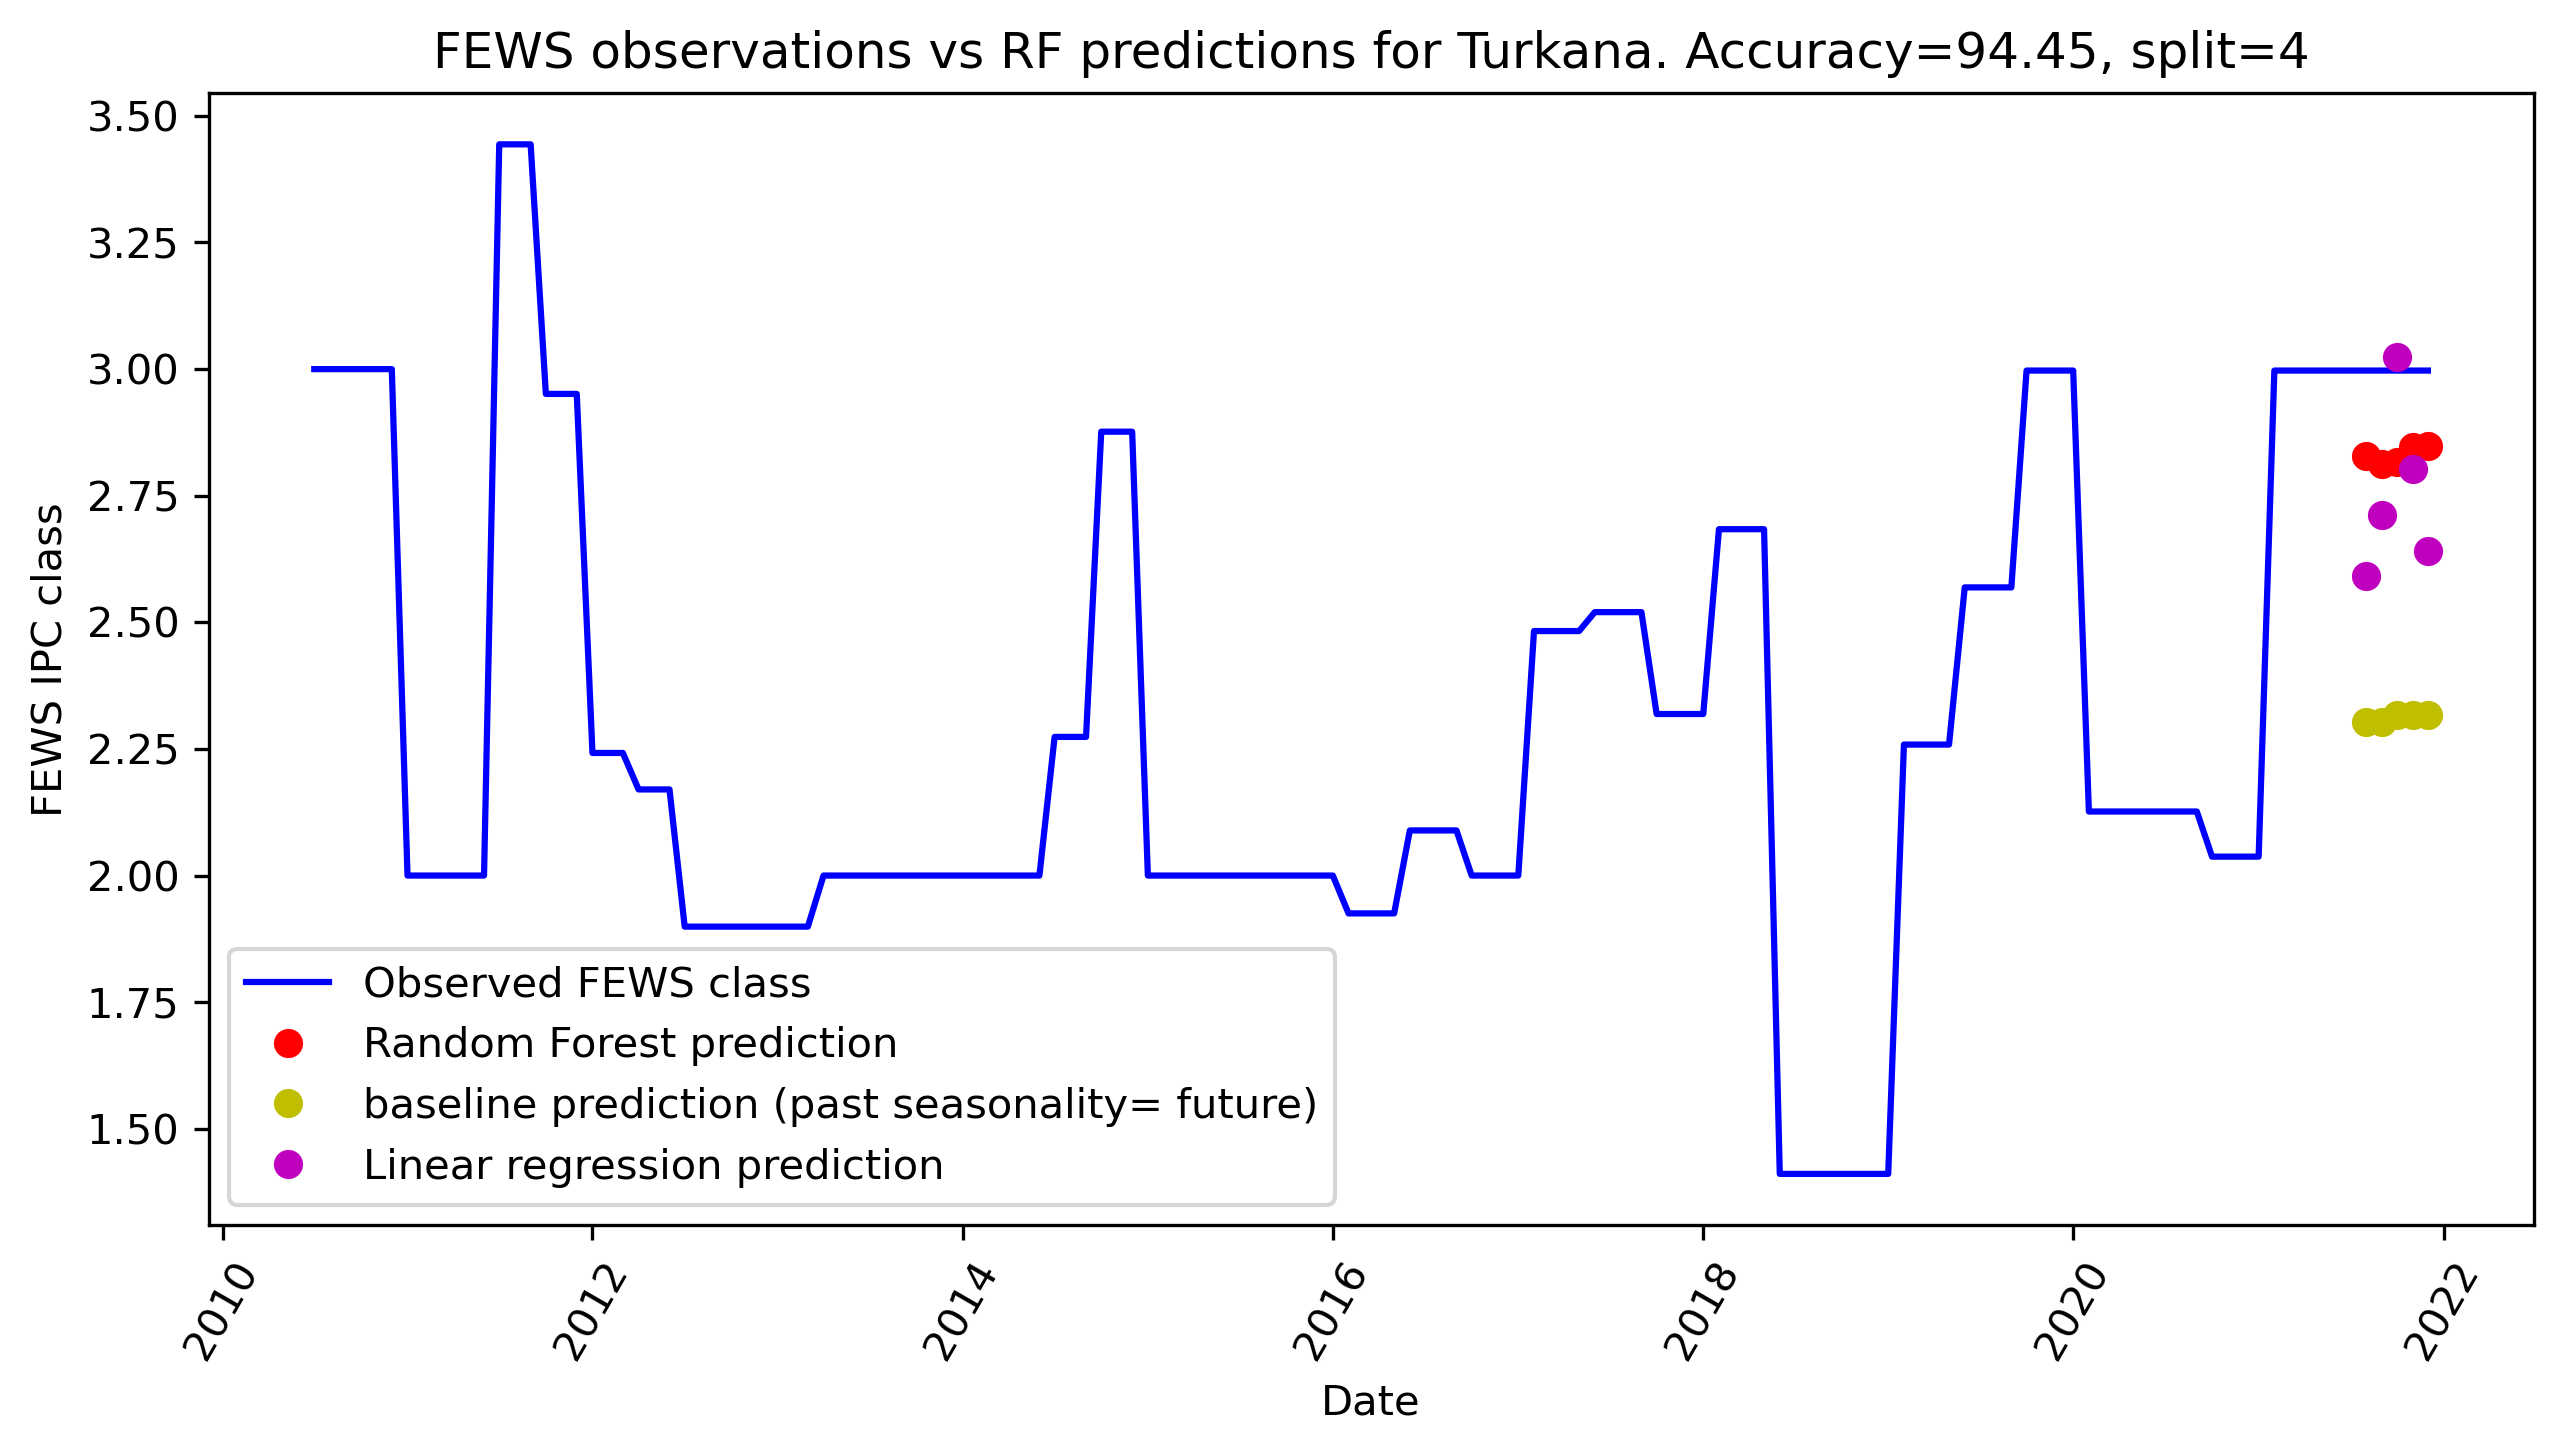 FEWS observations vs RF predictions for Turkana. Accuracy=94.45, split=4
FEWS IPC class
3.50
3.25
3.00
2.75
2.50
2.25
2.00
1.75
1.50
Observed FEWS class
Random Forest prediction
baseline prediction (past seasonality= future)
Linear regression prediction
2010
2012
2014
2016
2018
2020
2022
Date